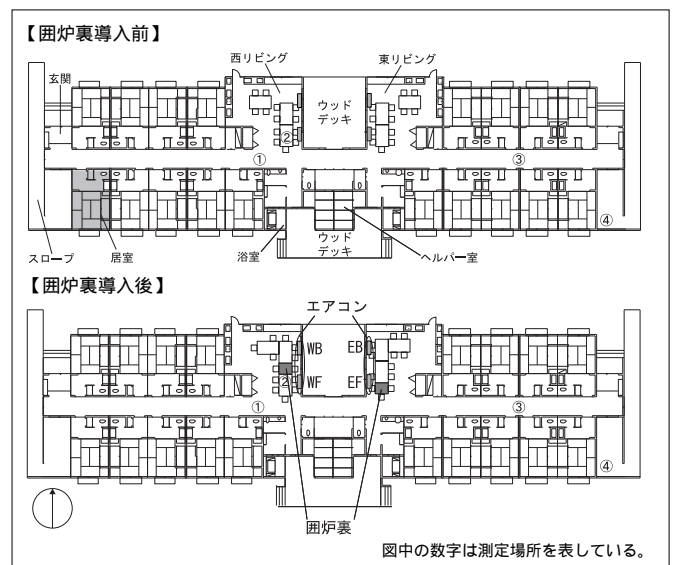 【囲炉裏導入前】
西リビング
東リビング
玄関
ウッド
デッキ
②
①
③
④
スロープ
居室
浴室
ウッド
デッキ
ヘルパー室
【囲炉裏導入後】
エアコン
WB
EB
WF
EF
②
①
③
④
囲炉裏
図中の数字は測定場所を表している。